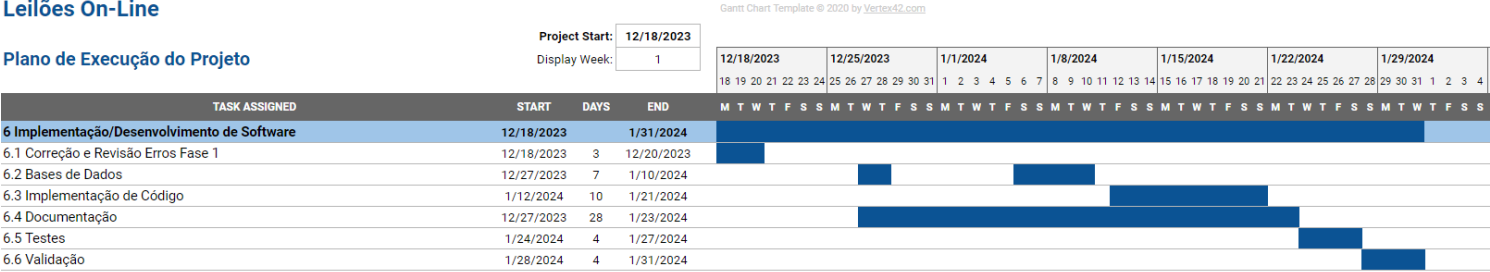 Leilões On-Line
Gantt Chart Template © 2020 by Vertex42.com
Project Start: 12/18/2023
Plano de Execução do Projeto
Display Week: 1
12/18/2023 12/25/2023 1/1/2024 1/8/2024 1/15/2024 1/22/2024 1/29/2024
18 19 20 21 22 23 24 25 26 27 28 29 30 31 1 2 3 4 5 6 7 8 9 10 11 12 13 14 15 16 17 18 19 20 21 22 23 24 25 26 27 28 29 30 31 1 2 3 4
TASK ASSIGNED START DAYS END M T W T F S S M T W T F S S M T W T F S S M T W T F S S M T W T F S S M T W T F S S M T W T F S S
6 Implementação/Desenvolvimento de Software 12/18/2023 1/31/2024
6.1 Correção e Revisão Erros Fase 1 12/18/2023 3 12/20/2023
6.2 Bases de Dados 12/27/2023 7 1/10/2024
6.3 Implementação de Código 1/12/2024 10 1/21/2024
6.4 Documentação 12/27/2023 28 1/23/2024
6.5 Testes 1/24/2024 4 1/27/2024
6.6 Validação 1/28/2024 4 1/31/2024